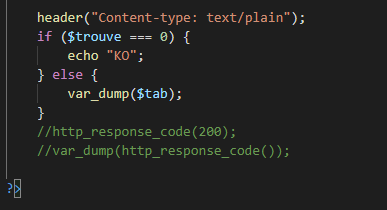 header("Content-type: text/plain");
if ($trouve === 0) {
echo "KO";
} else {
var_dump($tab);
}
//http_response_code(200);
//var_dump(http_response_code());
?>